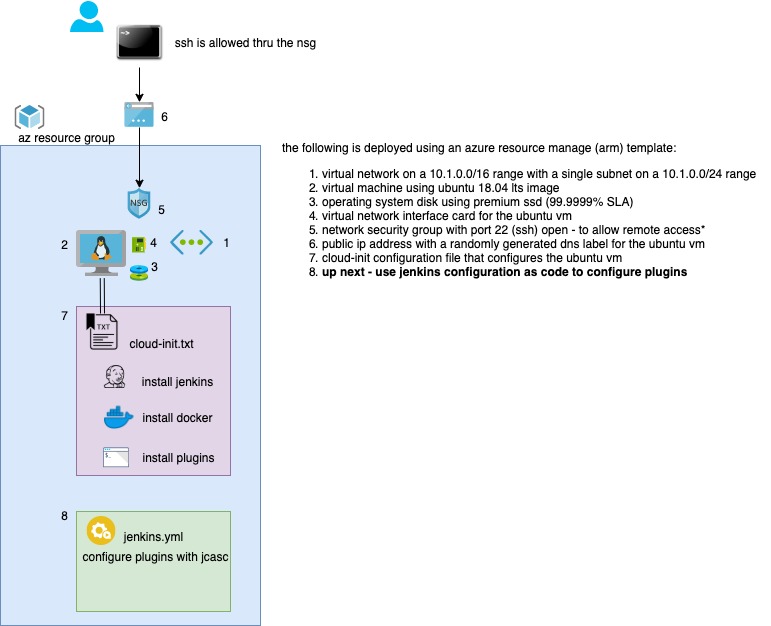 ssh is allowed thru the nsg
6
az resource group
the following is deployed using an azure resource manage (arm) template:
1. virtual network on a 10.1.0.0/16 range with a single subnet on a 10.1.0.0/24 range
2. virtual machine using ubuntu 18.04 lts image
3. operating system disk using premium ssd (99.9999% SLA)
4. virtual network interface card for the ubuntu vm
5. network security group with port 22 (ssh) open - to allow remote access*
6. public ip address with a randomly generated dns label for the ubuntu vm
7. cloud-init configuration file that configures the ubuntu vm
8. up next - use jenkins configuration as code to configure plugins
NSG
5
2
4
1
3
7
TXT
cloud-init.txt
install jenkins
install docker
install plugins
8
jenkins.yml
configure plugins with jcasc